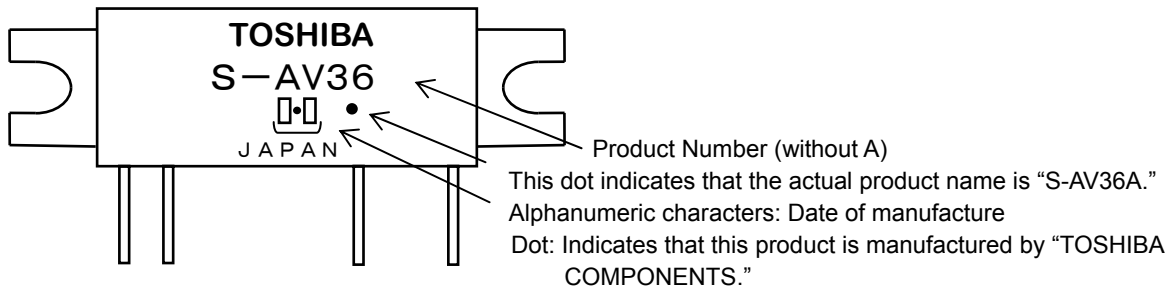 TOSHIBA
S－AV36
JAPAN
Product Number (without A)
This dot indicates that the actual product name is “S-AV36A.”
Alphanumeric characters: Date of manufacture
Dot: Indicates that this product is manufactured by “TOSHIBA
COMPONENTS.”